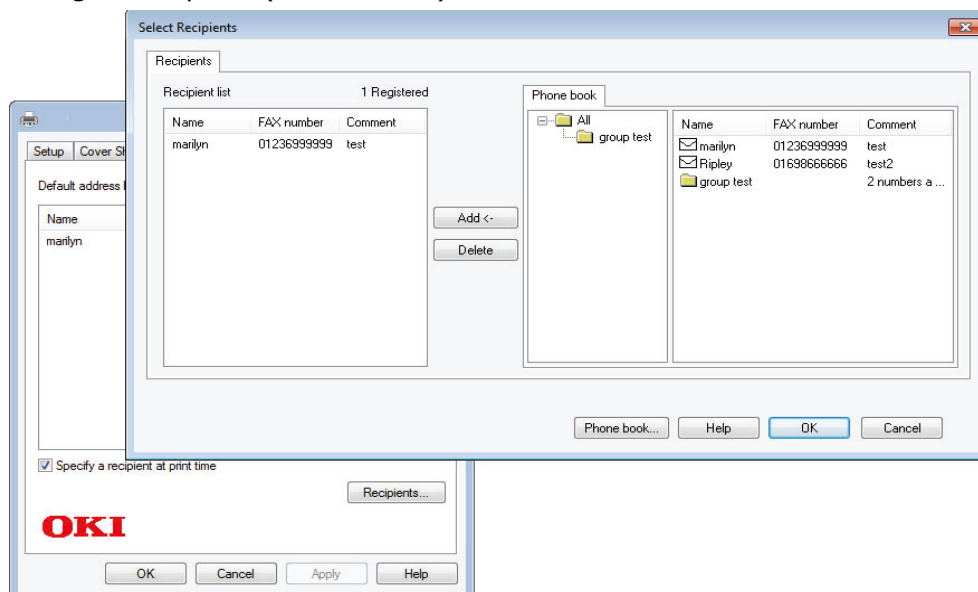 Select Recipients
Recipients
Recipient list 1 Registered
Name FAX number Comment
marilyn 01236999999 test
Add <-
Delete
Phone book
All
group test
Name FAX number Comment
marilyn 01236999999 test
Ripley 01698666666 test2
group test 2 numbers a ...
Phone book... Help OK Cancel
Setup Cover Sh
Default address
Name
marilyn
Specify a recipient at print time
Recipients...
OKI
OK Cancel Apply Help